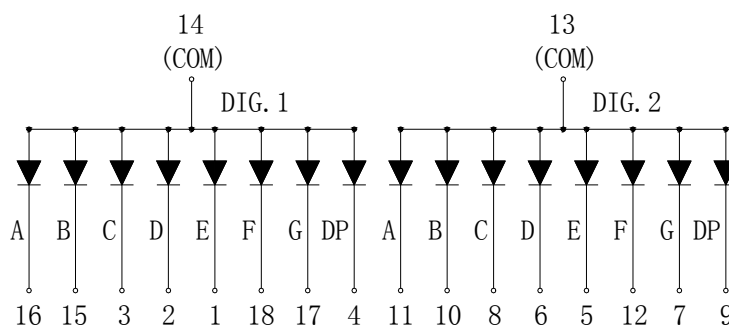 14 13
(COM) (COM)
DIG. 1 DIG. 2
A B C D E F G DP A B C D E F G DP
16 15 3 2 1 18 17 4 11 10 8 6 5 12 7 9